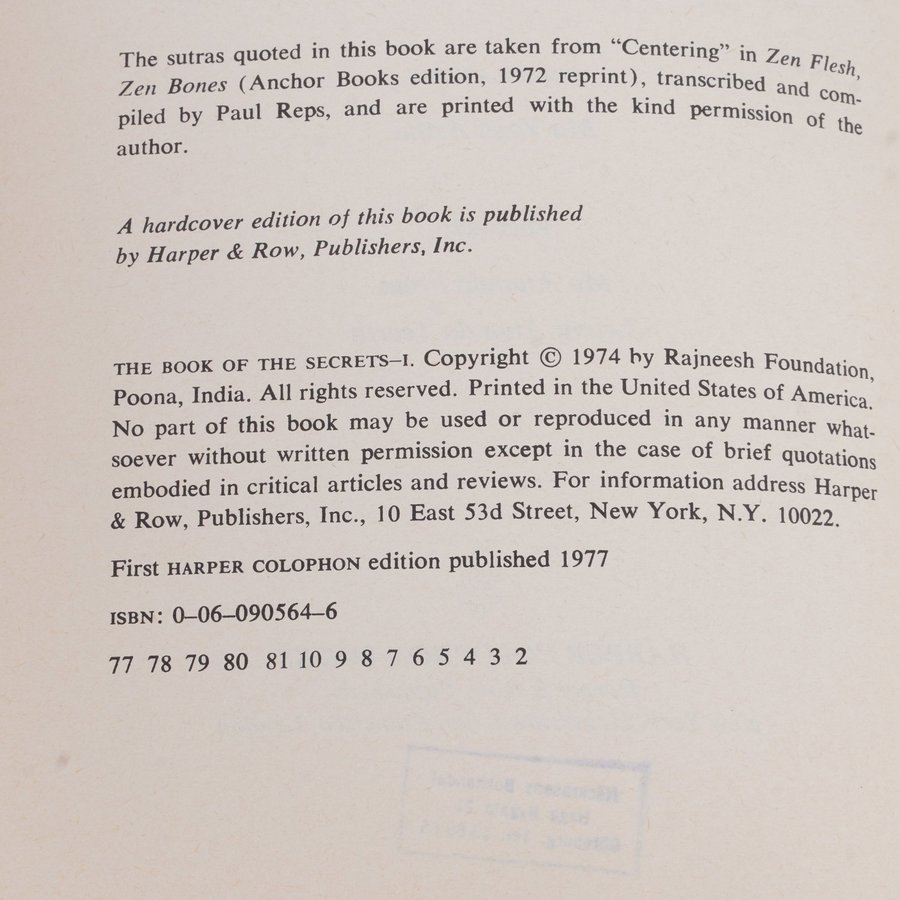 The sutras quoted in this book are taken from “Centering” in Zen Flesh,
Zen Bones (Anchor Books edition, 1972 reprint), transcribed and com-
piled by Paul Reps, and are printed with the kind permission of the
author.
A hardcover edition of this book is published
by Harper & Row, Publishers, Inc.
THE BOOK OF THE SECRETS–I. Copyright © 1974 by Rajneesh Foundation,
Poona, India. All rights reserved. Printed in the United States of America.
No part of this book may be used or reproduced in any manner what-
soever without written permission except in the case of brief quotations
embodied in critical articles and reviews. For information address Harper
& Row, Publishers, Inc., 10 East 53d Street, New York, N.Y. 10022.
First HARPER COLOPHON edition published 1977
ISBN: 0–06–090564–6
77 78 79 80 81 10 9 8 7 6 5 4 3 2